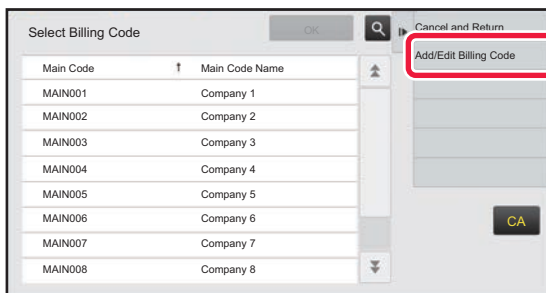 Select Billing Code
OK
Cancel and Return
Add/Edit Billing Code
Main Code Main Code Name
MAIN001 Company 1
MAIN002 Company 2
MAIN003 Company 3
MAIN004 Company 4
MAIN005 Company 5
MAIN006 Company 6
MAIN007 Company 7
MAIN008 Company 8
CA